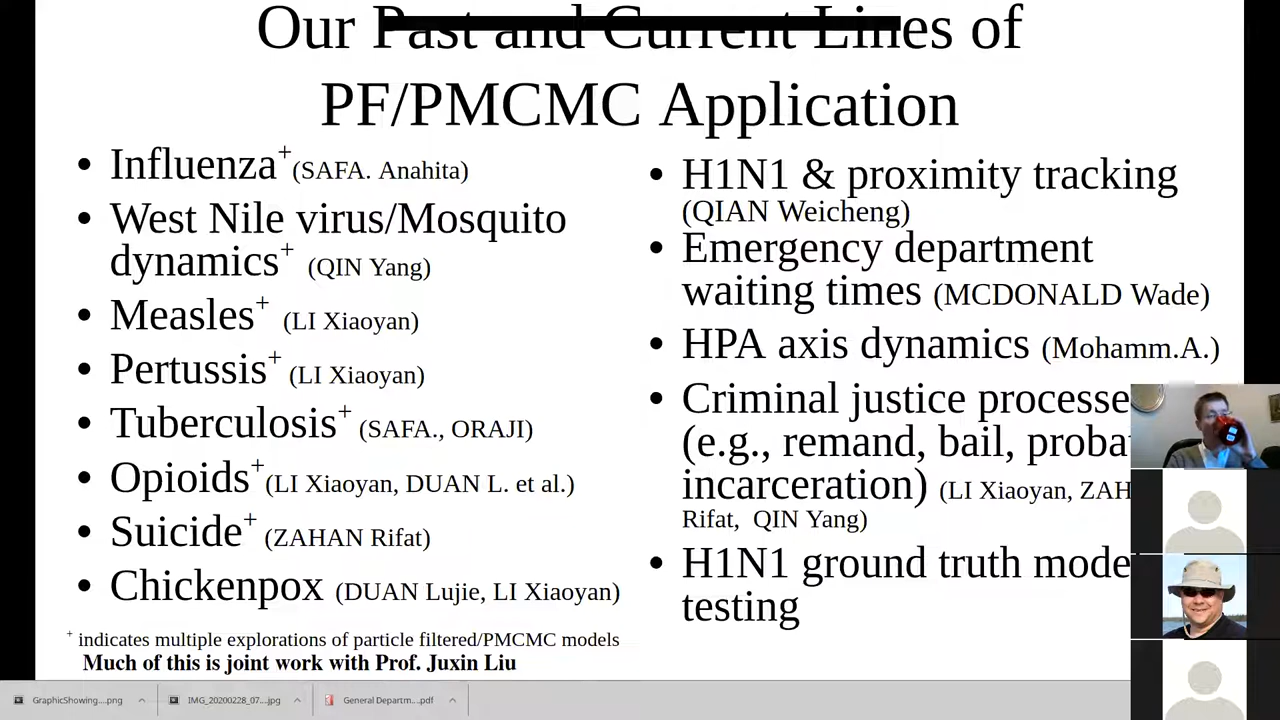 Our Past and Current Lines of
PF/PMCMC Application
• Influenza+(SAFA. Anahita)
• West Nile virus/Mosquito
dynamics+ (QIN Yang)
• Measles+ (LI Xiaoyan)
• Pertussis+ (LI Xiaoyan)
• Tuberculosis+ (SAFA., ORAJI)
• Opioids+(LI Xiaoyan, DUAN L. et al.)
• Suicide+ (ZAHAN Rifat)
• Chickenpox (DUAN Lujie, LI Xiaoyan)
+ indicates multiple explorations of particle filtered/PMCMC models
Much of this is joint work with Prof. Juxin Liu
• H1N1 & proximity tracking
(QIAN Weicheng)
• Emergency department
waiting times (MCDONALD Wade)
• HPA axis dynamics (Mohamm.A.)
• Criminal justice processe
(e.g., remand, bail, proba
incarceration) (LI Xiaoyan, ZAH
Rifat, QIN Yang)
• H1N1 ground truth mode
testing
GraphicShowing....png
IMG_20200228_07...jpg
General Departm....pdf